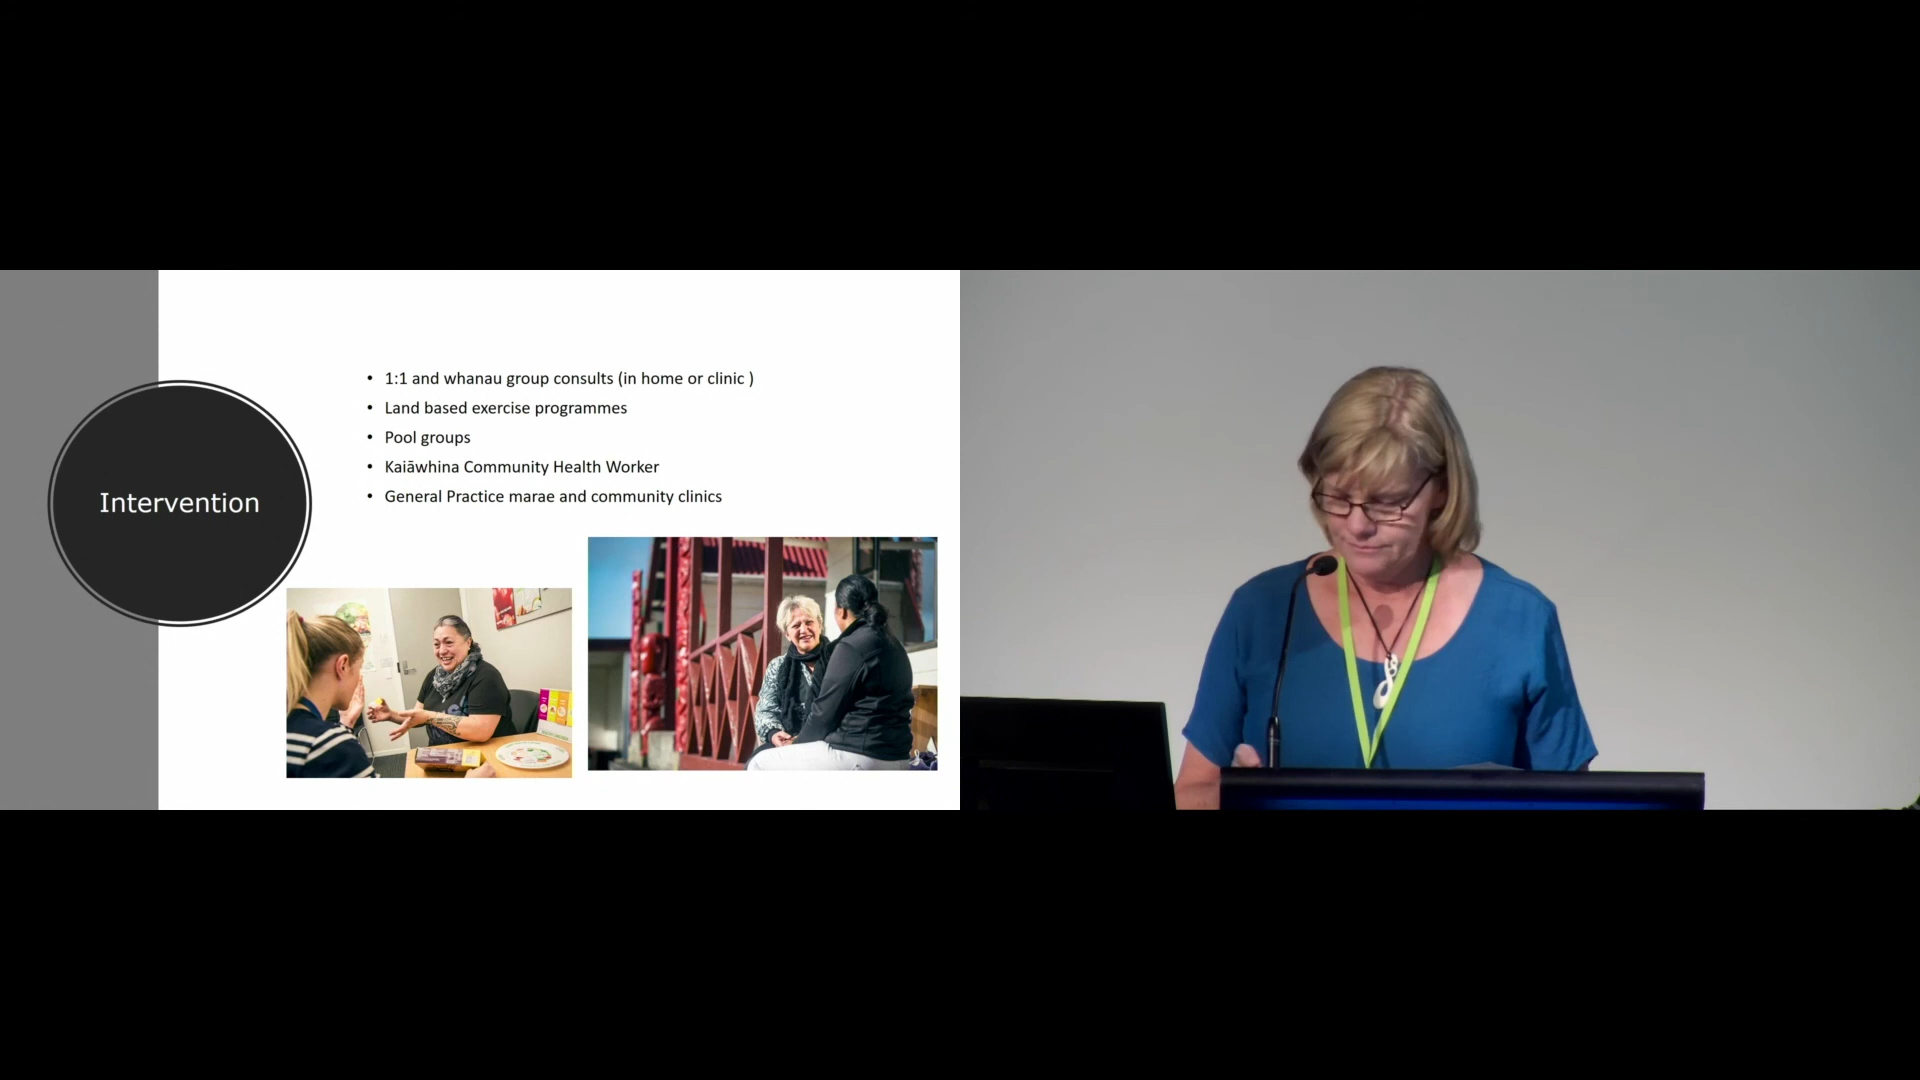 Intervention
• 1:1 and whanau group consults (in home or clinic )
• Land based exercise programmes
• Pool groups
• Kaiāwhina Community Health Worker
• General Practice marae and community clinics